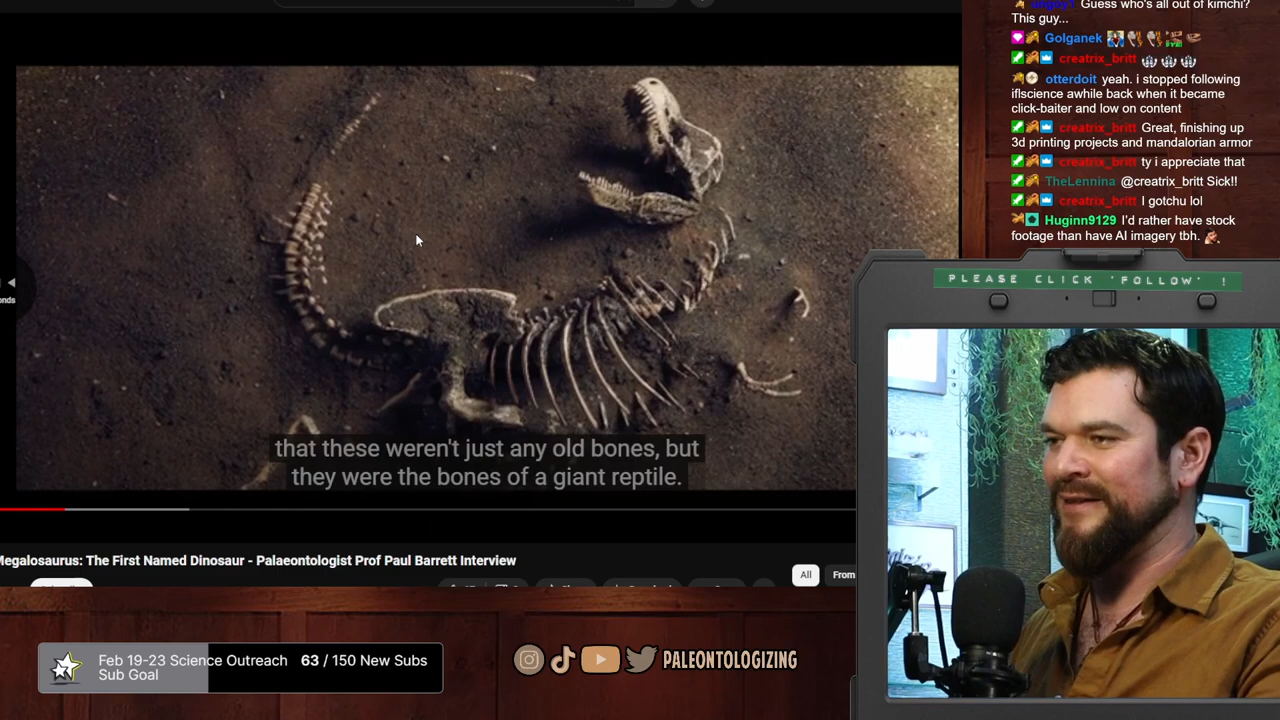 Guess who's all out of kimchi?
This guy...
Golganek
creatrix_britt
otterdoit yeah. i stopped following
iflscience awhile back when it became
click-baiter and low on content
creatrix_britt Great, finishing up
3d printing projects and mandalorian armor
creatrix_britt ty i appreciate that
TheLennina @creatrix_britt Sick!!
creatrix_britt I gotchu lol
Huginn9129 I'd rather have stock
footage than have AI imagery tbh.
PLEASE CLICK "FOLLOW" !
onds
that these weren't just any old bones, but
they were the bones of a giant reptile.
Megalosaurus: The First Named Dinosaur - Palaeontologist Prof Paul Barrett Interview
All
From
Feb 19-23 Science Outreach 63 / 150 New Subs
Sub Goal
PALEONTOLOGIZING